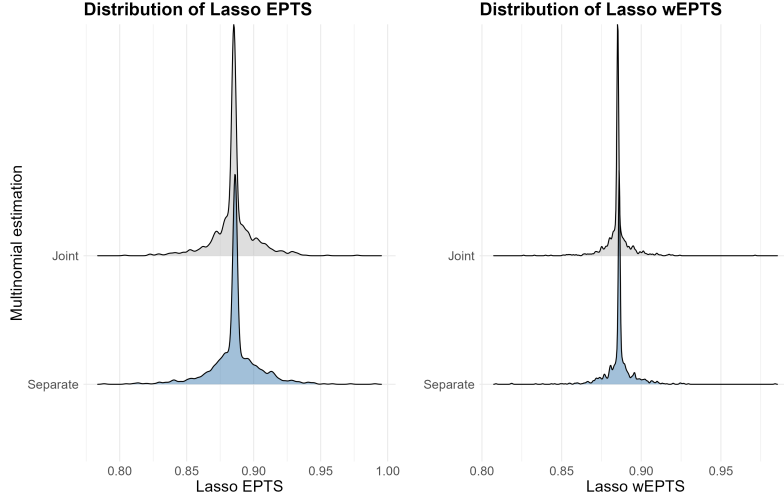 Distribution of Lasso EPTS
Multinomial estimation
Joint
Separate
0.80 0.85 0.90 0.95 1.00
Lasso EPTS
Distribution of Lasso wEPTS
Joint
Separate
0.80 0.85 0.90 0.95
Lasso wEPTS